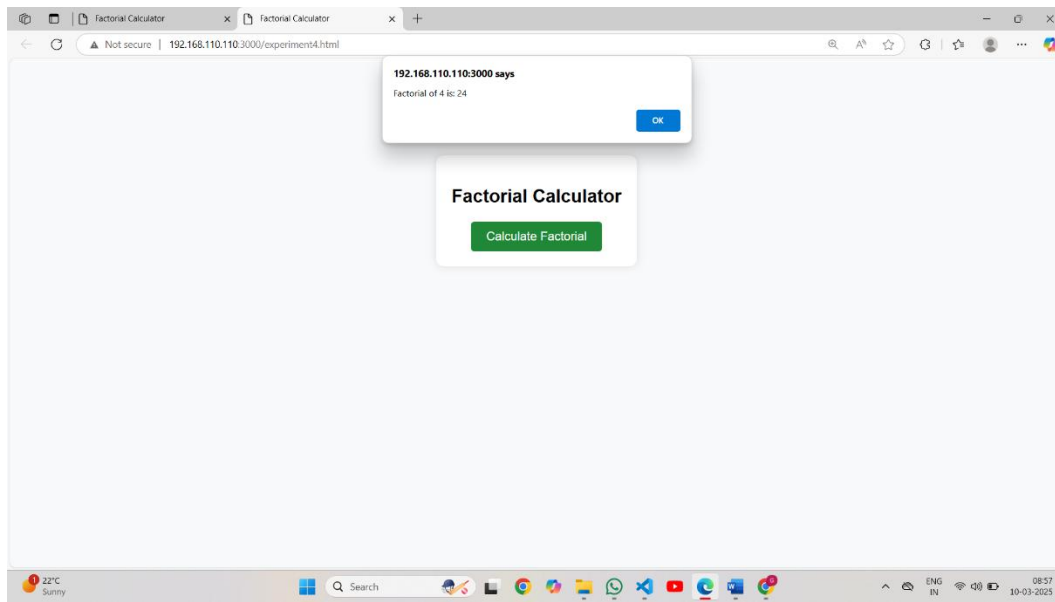 Factorial Calculator
Factorial Calculator
Not secure | 192.168.110.110:3000/experiment4.html
192.168.110.110:3000 says
Factorial of 4 is: 24
OK
Factorial Calculator
Calculate Factorial
1
22°C
Sunny
Search
ENG
IN
08:57
10-03-2025